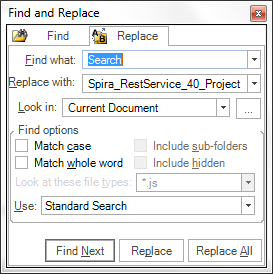 Find and Replace
Find Replace
Find what: Search
Replace with: Spira_RestService_40_Project
Look in: Current Document ...
Find options
Match case Include sub-folders
Match whole word Include hidden
Look at these file types: *.js
Use: Standard Search
Find Next Replace Replace All